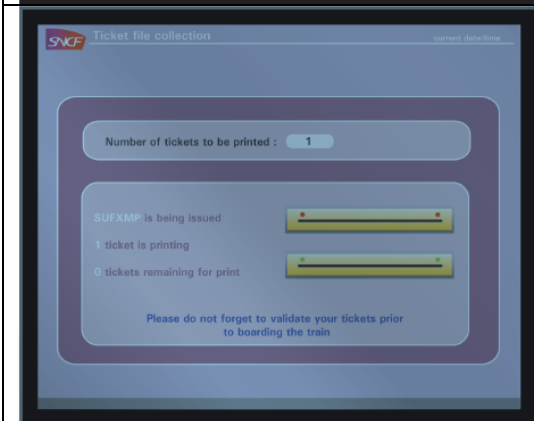 SNCF
Ticket file collection
current date/time
Number of tickets to be printed :
1
SUFXMP is being issued
1 ticket is printing
0 tickets remaining for print
Please do not forget to validate your tickets prior
to boarding the train